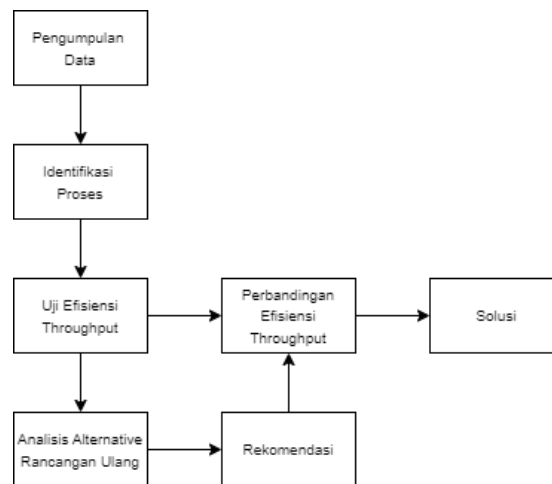 Pengumpulan
Data
Identifikasi
Proses
Uji Efisiensi
Throughput
Perbandingan
Efisiensi
Throughput
Solusi
Analisis Alternative
Rancangan Ulang
Rekomendasi